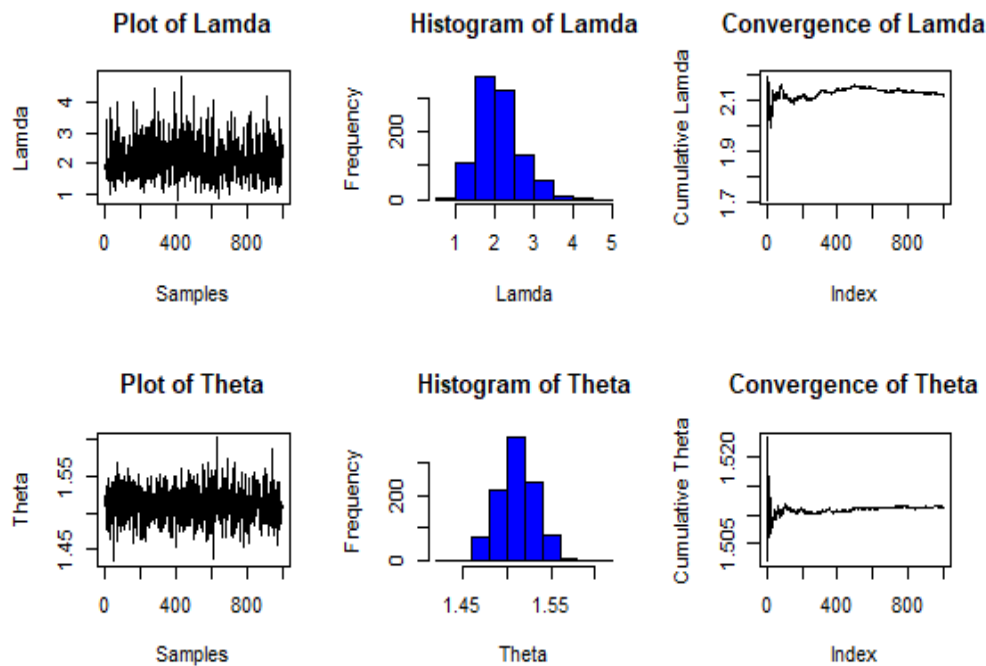 Plot of Lamda
Lamda
4
3
2
1
0 400 800
Samples
Histogram of Lamda
Frequency
200
0
1 2 3 4 5
Lamda
Convergence of Lamda
Cumulative Lamda
2.1
1.9
1.7
0 400 800
Index
Plot of Theta
Theta
1.55
1.45
0 400 800
Samples
Histogram of Theta
Frequency
200
0
1.45 1.55
Theta
Convergence of Theta
Cumulative Theta
1.520
1.505
0 400 800
Index